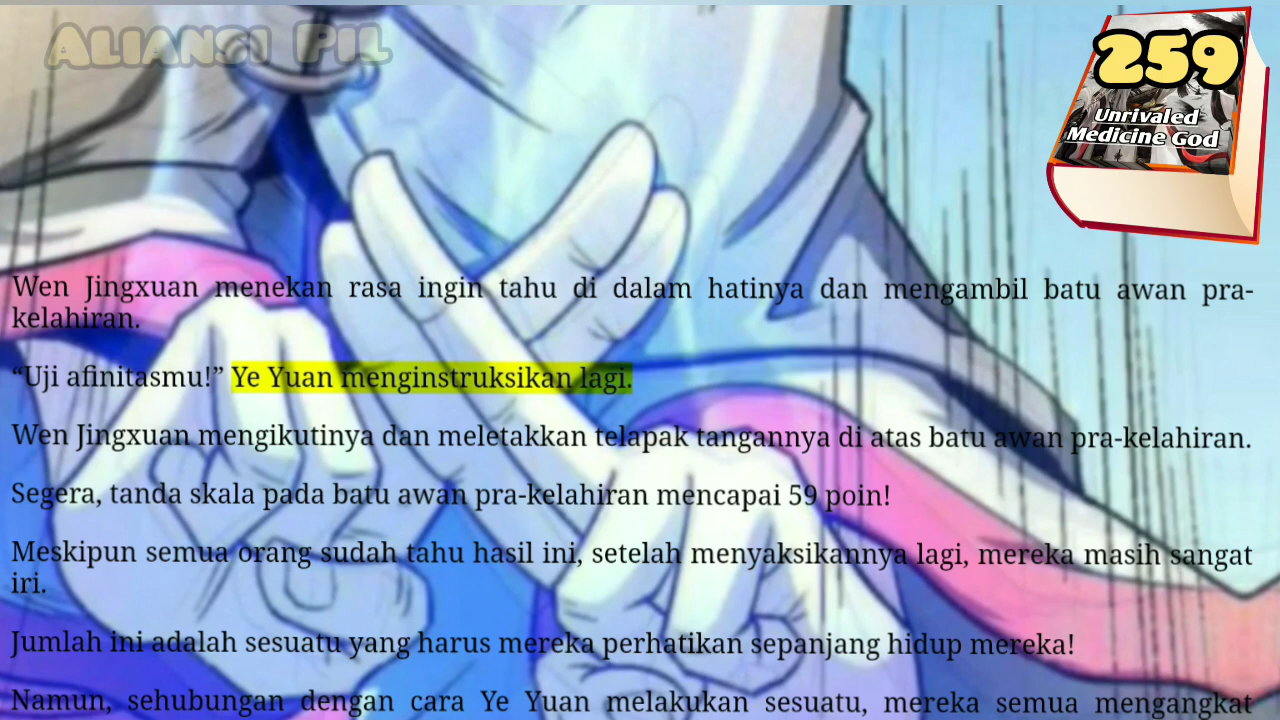 Aliansi Pil
259
Unrivaled
Medicine God
Wen Jingxuan menekan rasa ingin tahu di dalam hatinya dan mengambil batu awan pra-
kelahiran.
“Uji afinitasmu!” Ye Yuan menginstruksikan lagi.
Wen Jingxuan mengikutinya dan meletakkan telapak tangannya di atas batu awan pra-kelahiran.
Segera, tanda skala pada batu awan pra-kelahiran mencapai 59 poin!
Meskipun semua orang sudah tahu hasil ini, setelah menyaksikannya lagi, mereka masih sangat
iri.
Jumlah ini adalah sesuatu yang harus mereka perhatikan sepanjang hidup mereka!
Namun, sehubungan dengan cara Ye Yuan melakukan sesuatu, mereka semua mengangkat